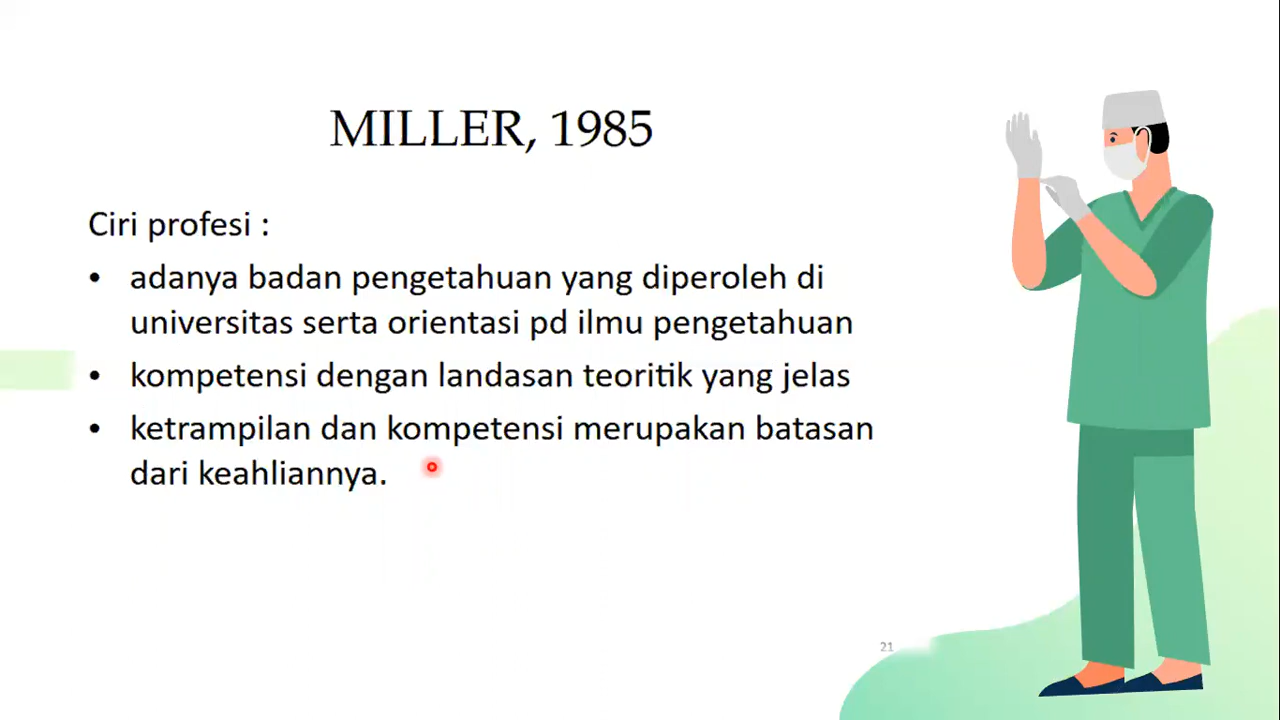 MILLER, 1985
Ciri profesi :
• adanya badan pengetahuan yang diperoleh di
universitas serta orientasi pd ilmu pengetahuan
• kompetensi dengan landasan teoritik yang jelas
• ketrampilan dan kompetensi merupakan batasan
dari keahliannya.
21